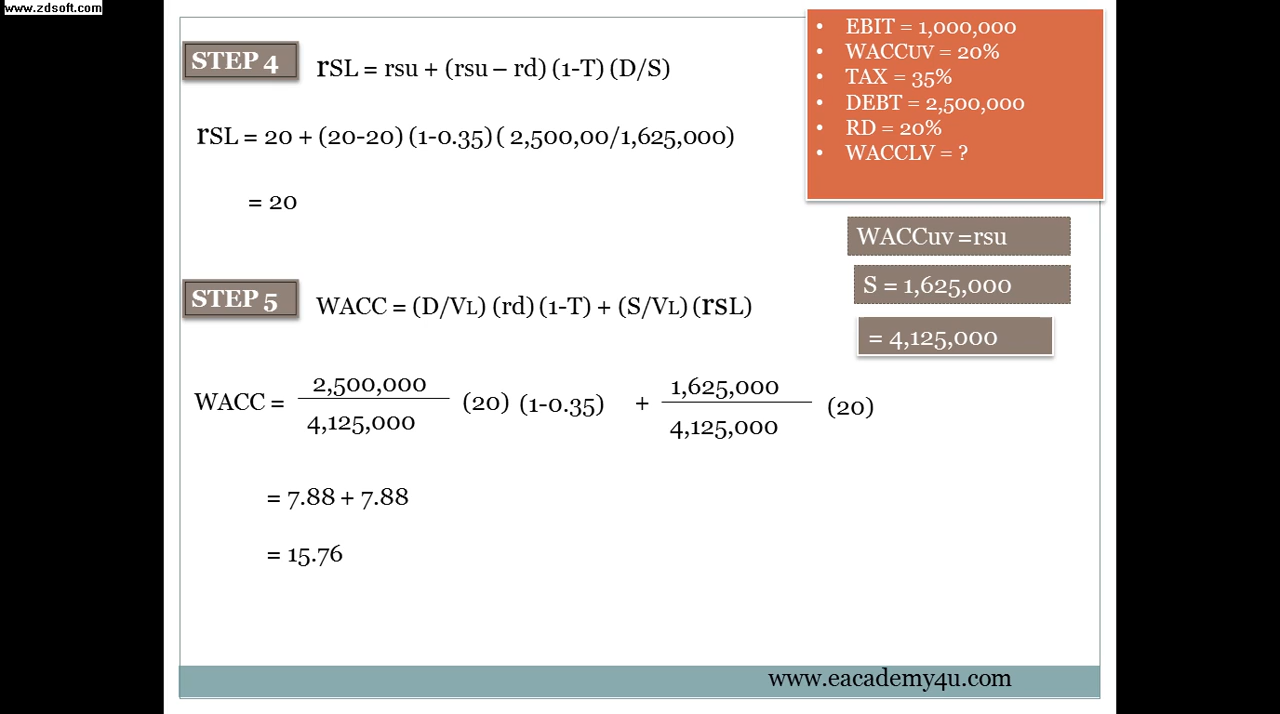 www.zdsoft.com
STEP 4
rSL = rsu + (rsu – rd) (1-T) (D/S)
rSL = 20 + (20-20) (1-0.35) ( 2,500,00/1,625,000)
= 20
• EBIT = 1,000,000
• WACCUV = 20%
• TAX = 35%
• DEBT = 2,500,000
• RD = 20%
• WACCLV = ?
WACCuv =rsu
S = 1,625,000
= 4,125,000
STEP 5
WACC = (D/VL) (rd) (1-T) + (S/VL) (rSL)
WACC = 2,500,000 / 4,125,000 (20) (1-0.35) + 1,625,000 / 4,125,000 (20)
= 7.88 + 7.88
= 15.76
www.eacademy4u.com